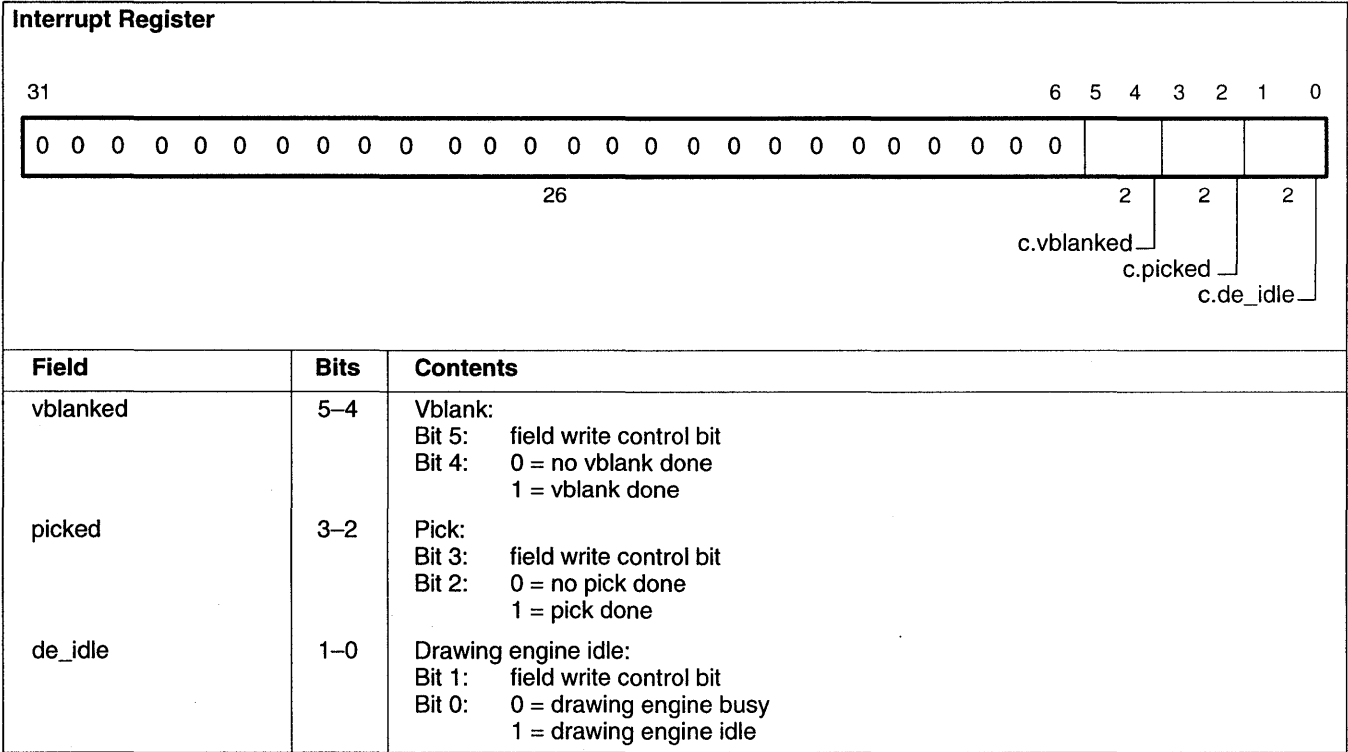 Interrupt Register
31 6 5 4 3 2 1 0
0 0 0 0 0 0 0 0 0 0 0 0 0 0 0 0 0 0 0 0 0 0 0 0 0 0
26 2 2 2
c.vblanked
c.picked
c.de_idle
Field Bits Contents
vblanked 5–4 Vblank:
Bit 5: field write control bit
Bit 4: 0 = no vblank done
1 = vblank done
picked 3–2 Pick:
Bit 3: field write control bit
Bit 2: 0 = no pick done
1 = pick done
de_idle 1–0 Drawing engine idle:
Bit 1: field write control bit
Bit 0: 0 = drawing engine busy
1 = drawing engine idle